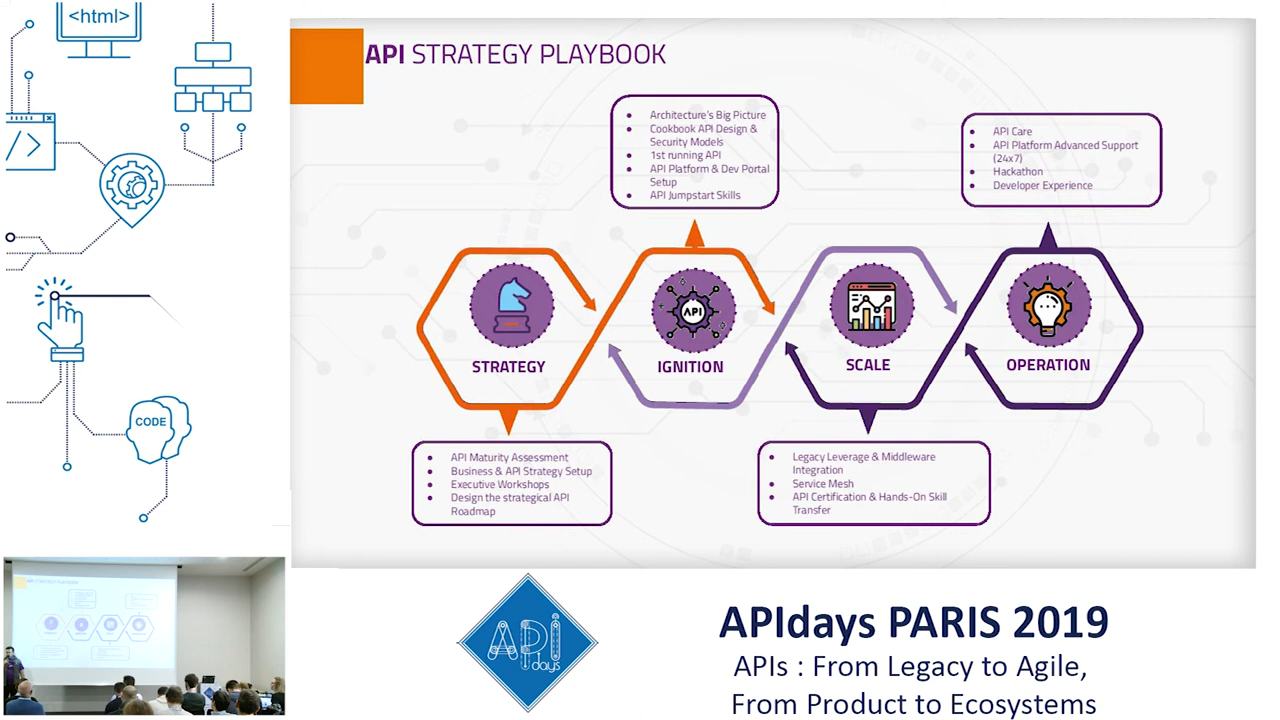 <html>
</>
CODE
API STRATEGY PLAYBOOK
Architecture's Big Picture
Cookbook API Design &
Security Models
1st running API
API Platform & Dev Portal
Setup
API Jumpstart Skills
API Care
API Platform Advanced Support
(24x7)
Hackathon
Developer Experience
API
STRATEGY
IGNITION
SCALE
OPERATION
API Maturity Assessment
Business & API Strategy Setup
Executive Workshops
Design the strategical API
Roadmap
Legacy Leverage & Middleware
Integration
Service Mesh
API Certification & Hands-On Skill
Transfer
API STRATEGY PLAYBOOK
API
days
APIdays PARIS 2019
APIs : From Legacy to Agile,
From Product to Ecosystems